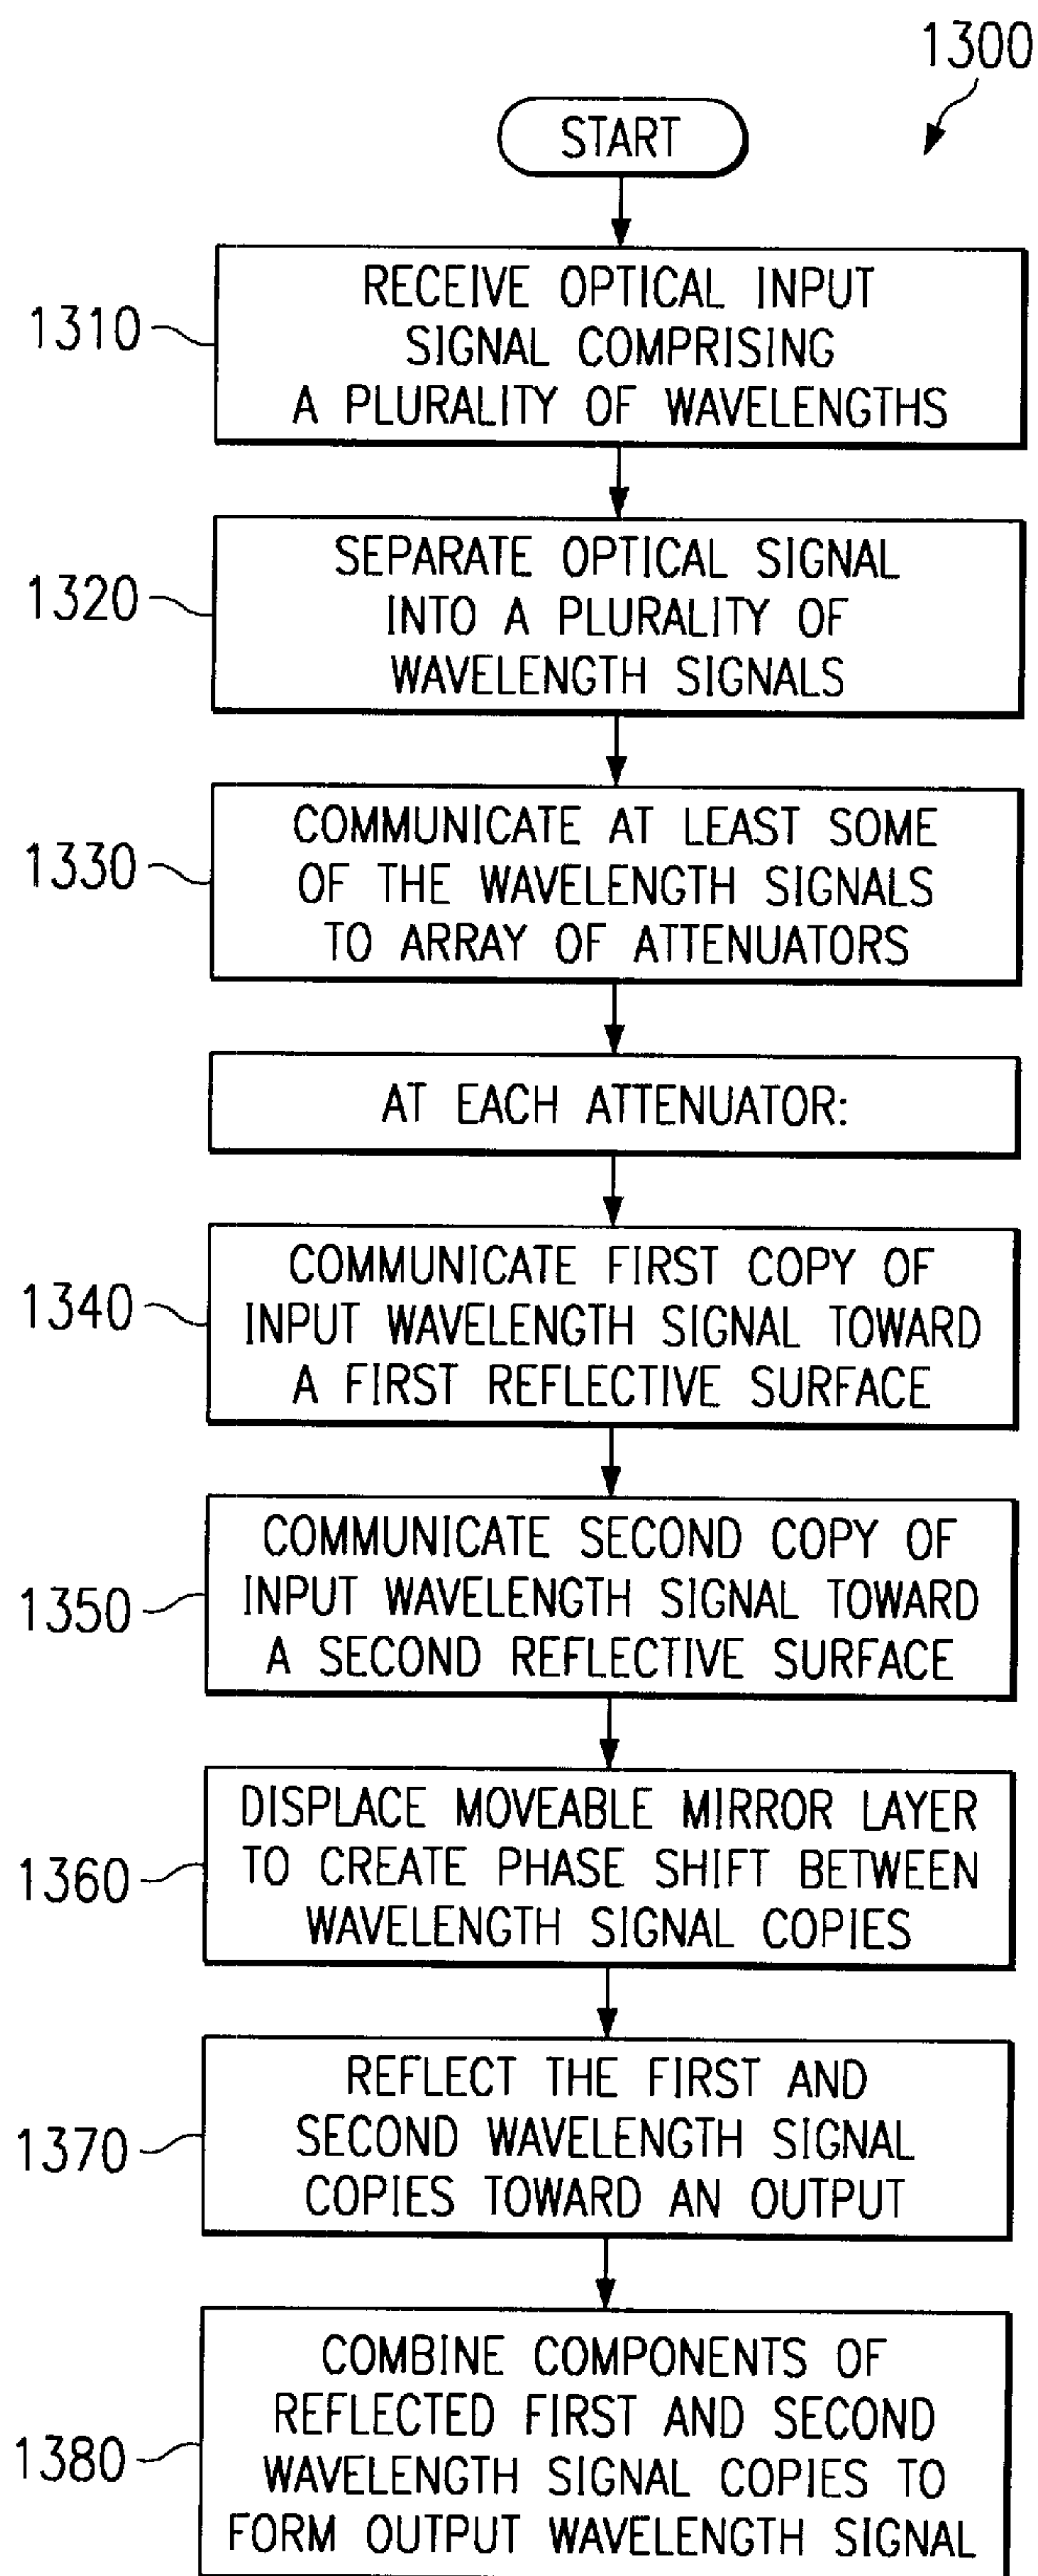 1300
START
1310
RECEIVE OPTICAL INPUT
SIGNAL COMPRISING
A PLURALITY OF WAVELENGTHS
1320
SEPARATE OPTICAL SIGNAL
INTO A PLURALITY OF
WAVELENGTH SIGNALS
1330
COMMUNICATE AT LEAST SOME
OF THE WAVELENGTH SIGNALS
TO ARRAY OF ATTENUATORS
AT EACH ATTENUATOR:
1340
COMMUNICATE FIRST COPY OF
INPUT WAVELENGTH SIGNAL TOWARD
A FIRST REFLECTIVE SURFACE
1350
COMMUNICATE SECOND COPY OF
INPUT WAVELENGTH SIGNAL TOWARD
A SECOND REFLECTIVE SURFACE
1360
DISPLACE MOVEABLE MIRROR LAYER
TO CREATE PHASE SHIFT BETWEEN
WAVELENGTH SIGNAL COPIES
1370
REFLECT THE FIRST AND
SECOND WAVELENGTH SIGNAL
COPIES TOWARD AN OUTPUT
1380
COMBINE COMPONENTS OF
REFLECTED FIRST AND SECOND
WAVELENGTH SIGNAL COPIES TO
FORM OUTPUT WAVELENGTH SIGNAL